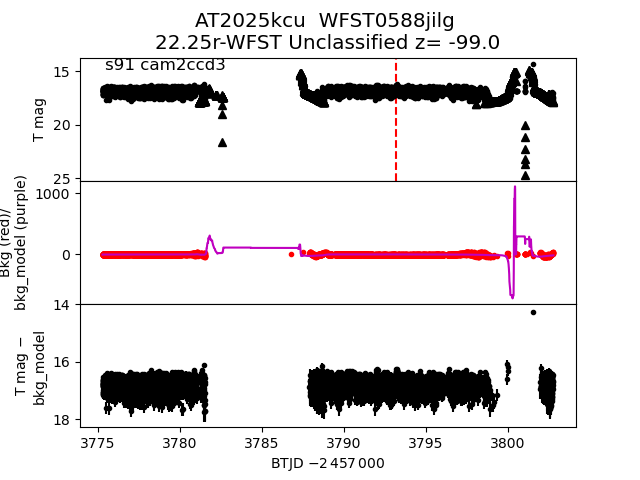 AT2025kcu  WFST0588jilg
22.25r-WFST Unclassified z= -99.0
s91 cam2ccd3
15
20
25
T mag
1000
0
Bkg (red)/
bkg_model (purple)
14
16
18
T mag −
bkg_model
3775 3780 3785 3790 3795 3800
BTJD −2 457 000